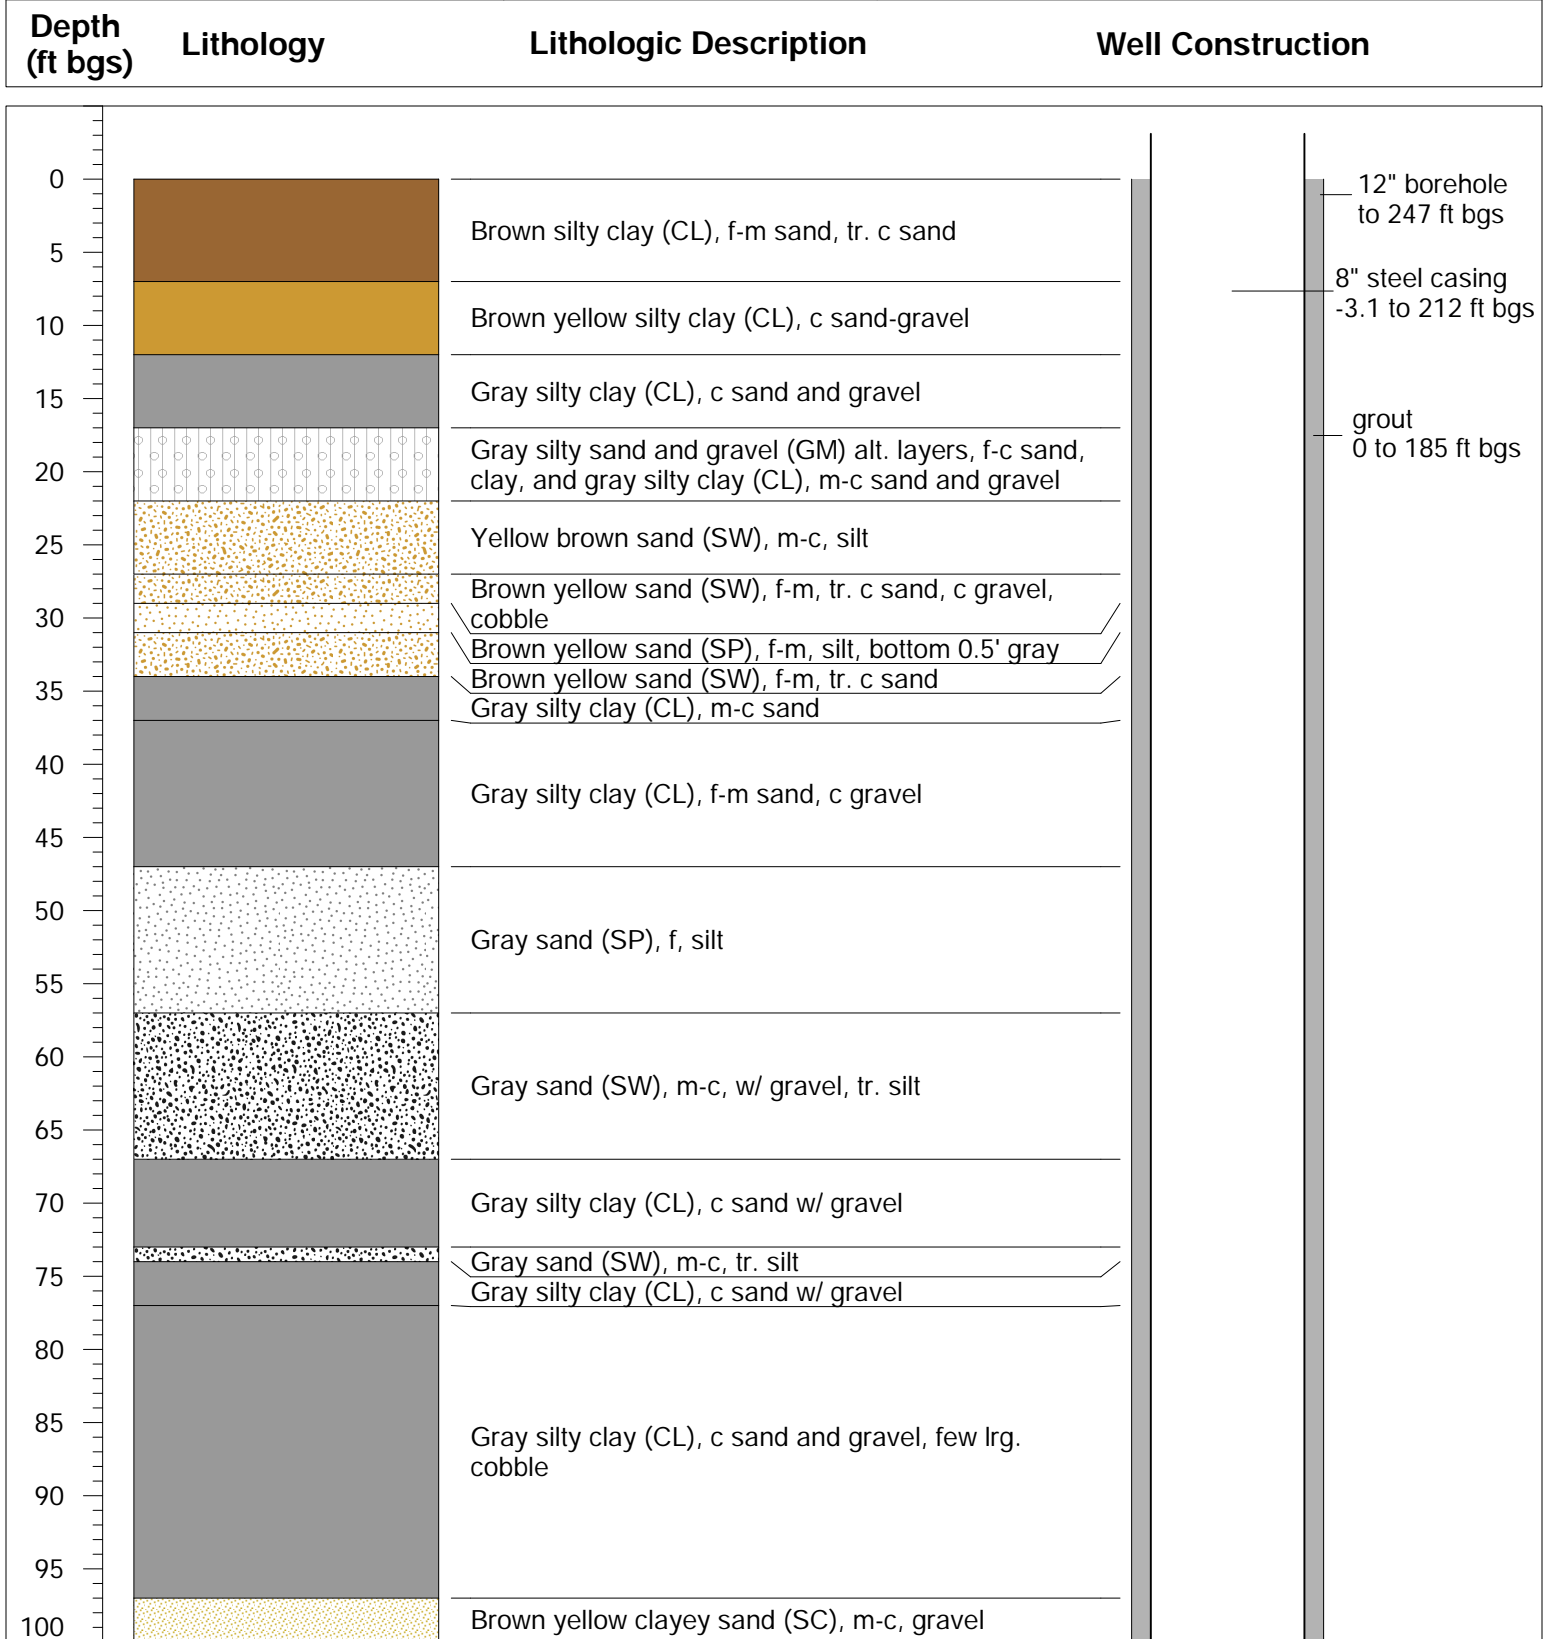 Depth
(ft bgs)
Lithology
Lithologic Description
Well Construction
0
5
10
15
20
25
30
35
40
45
50
55
60
65
70
75
80
85
90
95
100
Brown silty clay (CL), f-m sand, tr. c sand
Brown yellow silty clay (CL), c sand-gravel
Gray silty clay (CL), c sand and gravel
Gray silty sand and gravel (GM) alt. layers, f-c sand,
clay, and gray silty clay (CL), m-c sand and gravel
Yellow brown sand (SW), m-c, silt
Brown yellow sand (SW), f-m, tr. c sand, c gravel,
cobble
Brown yellow sand (SP), f-m, silt, bottom 0.5' gray
Brown yellow sand (SW), f-m, tr. c sand
Gray silty clay (CL), m-c sand
Gray silty clay (CL), f-m sand, c gravel
Gray sand (SP), f, silt
Gray sand (SW), m-c, w/ gravel, tr. silt
Gray silty clay (CL), c sand w/ gravel
Gray sand (SW), m-c, tr. silt
Gray silty clay (CL), c sand w/ gravel
Gray silty clay (CL), c sand and gravel, few lrg.
cobble
Brown yellow clayey sand (SC), m-c, gravel
12" borehole
to 247 ft bgs
8" steel casing
-3.1 to 212 ft bgs
grout
0 to 185 ft bgs